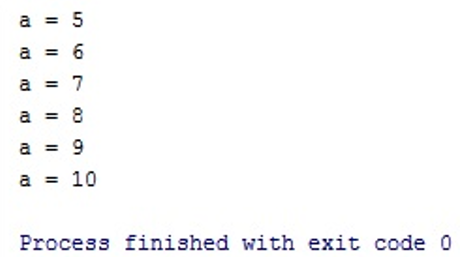 a = 5
a = 6
a = 7
a = 8
a = 9
a = 10
Process finished with exit code 0